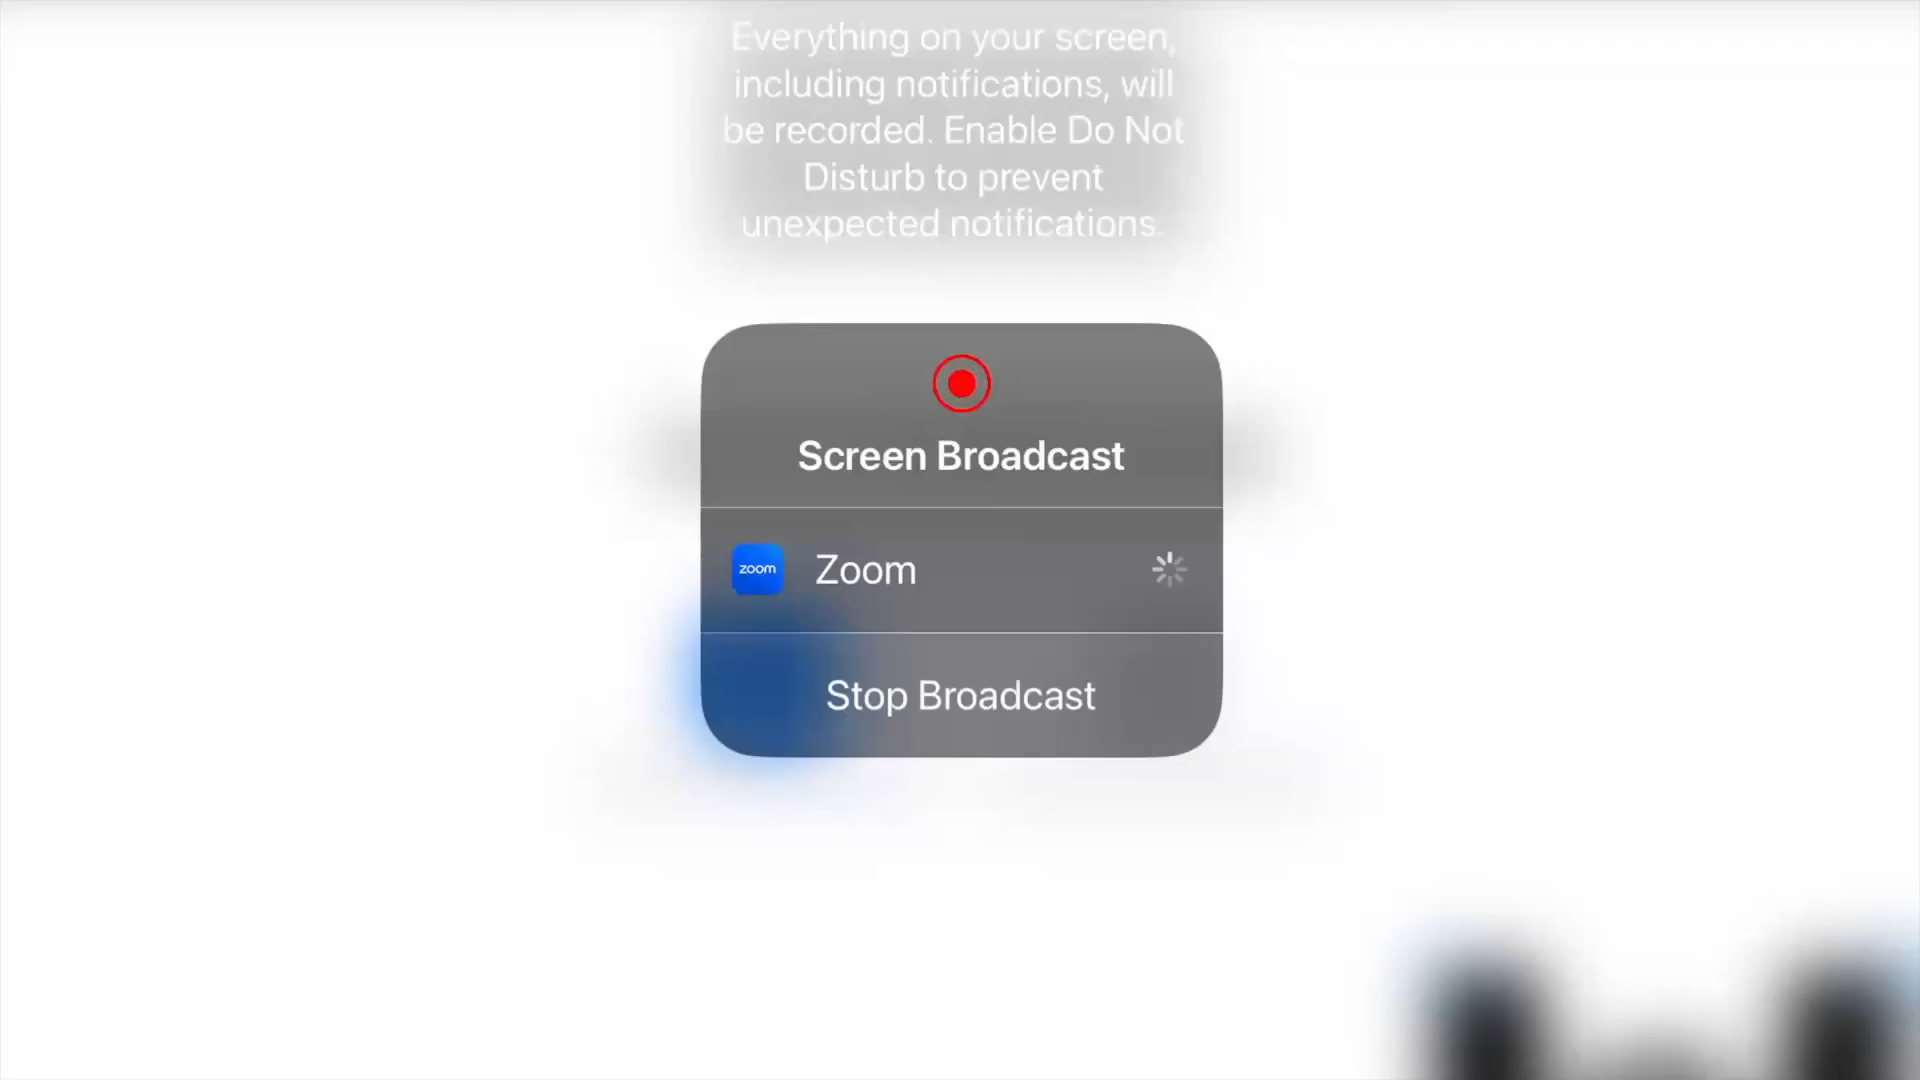 Everything on your screen,
including notifications, will
be recorded. Enable Do Not
Disturb to prevent
unexpected notifications.
Screen Broadcast
zoom Zoom
Stop Broadcast